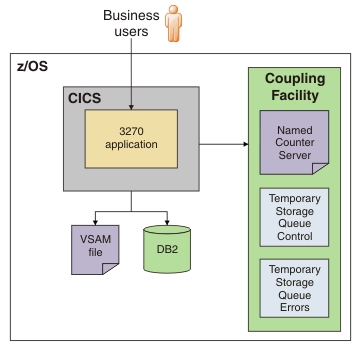 Business
users
z/OS
CICS
3270
application
VSAM
file
DB2
Coupling
Facility
Named
Counter
Server
Temporary
Storage
Queue
Control
Temporary
Storage
Queue
Errors